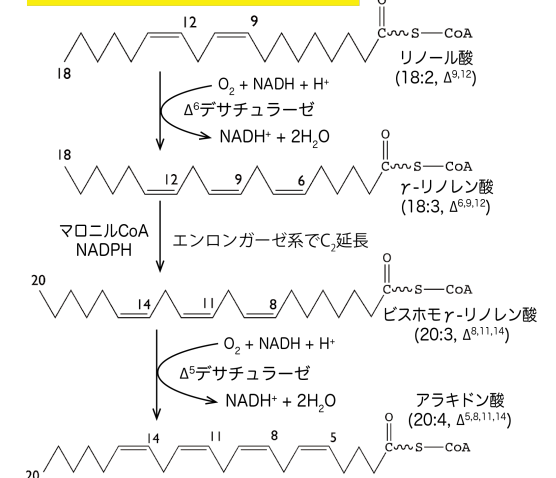 12 9 O
S—CoA
18
リノール酸
(18:2, Δ9,12)
O2 + NADH + H+
Δ6デサチュラーゼ
NADH+ + 2H2O
18
12 9 6 O
S—CoA
γ-リノレン酸
(18:3, Δ6,9,12)
マロニルCoA
NADPH
エンロンガーゼ系でC2延長
20
14 11 8 O
S—CoA
ビスホモγ-リノレン酸
(20:3, Δ8,11,14)
O2 + NADH + H+
Δ5デサチュラーゼ
NADH+ + 2H2O
アラキドン酸
(20:4, Δ5,8,11,14)
14 11 8 5 O
S—CoA
20